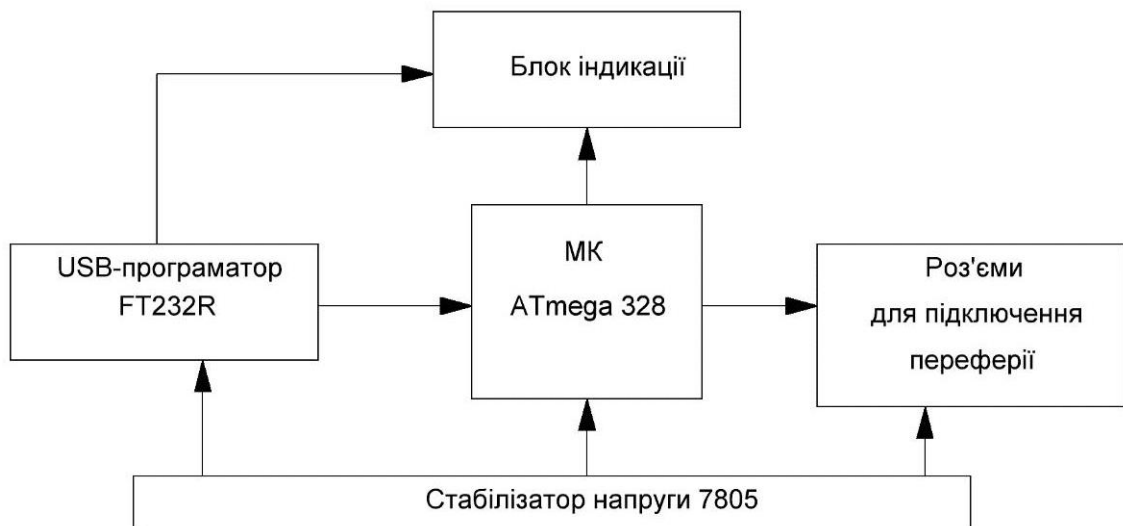 Блок індикації
USB-програматор
FT232R
МК
ATmega 328
Роз'єми
для підключення
переферії
Стабілізатор напруги 7805